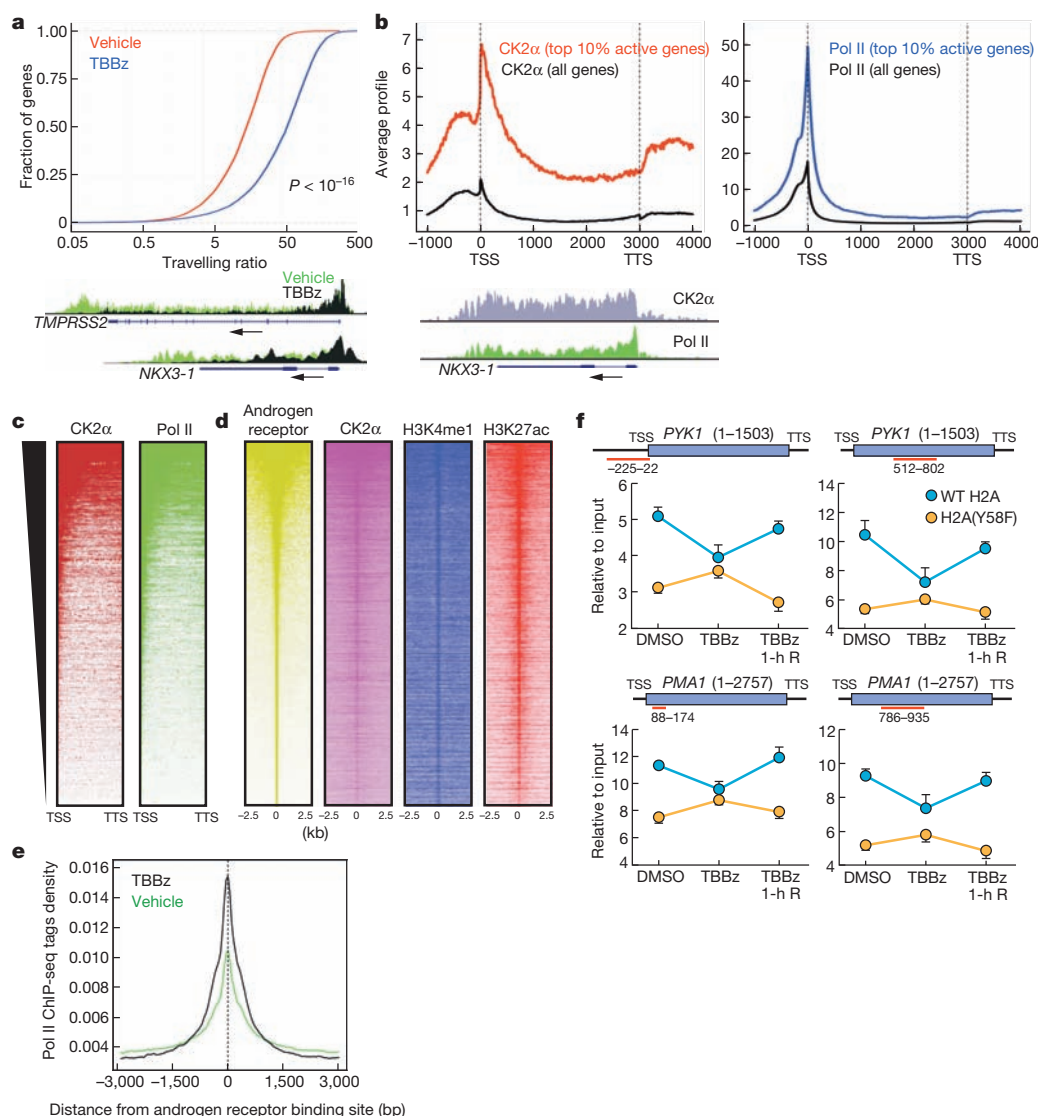 a
1.00
0.75
0.50
0.25
0
Fraction of genes
Vehicle
TBBz
P < 10⁻¹⁶
0.05 0.5 5 50 500
Travelling ratio
Vehicle
TBBz
TMPRSS2
NKX3-1
b
7
6
5
4
3
2
1
Average profile
CK2α (top 10% active genes)
CK2α (all genes)
–1000 0 1000 2000 3000 4000
TSS TTS
50
40
30
20
10
0
Pol II (top 10% active genes)
Pol II (all genes)
–1000 0 1000 2000 3000 4000
TSS TTS
CK2α
Pol II
NKX3-1
c
CK2α Pol II
TSS TTS TSS TTS
d
Androgen
receptor CK2α H3K4me1 H3K27ac
–2.5 0 2.5 –2.5 0 2.5 –2.5 0 2.5 –2.5 0 2.5
(kb)
e
0.016
0.014
0.012
0.010
0.008
0.006
0.004
Pol II ChIP-seq tags density
TBBz
Vehicle
–3,000 –1,500 0 1,500 3,000
Distance from androgen receptor binding site (bp)
f
TSS PYK1 (1–1503) TTS
–225–22
6
5
4
3
2
Relative to input
DMSO TBBz TBBz
1-h R
PYK1 (1–1503)
TSS TTS
512–802
14
12
10
8
6
4
WT H2A
H2A(Y58F)
DMSO TBBz TBBz
1-h R
TSS PMA1 (1–2757) TTS
88–174
14
12
10
8
6
4
Relative to input
DMSO TBBz TBBz
1-h R
TSS PMA1 (1–2757) TTS
786–935
14
12
10
8
6
4
DMSO TBBz TBBz
1-h R